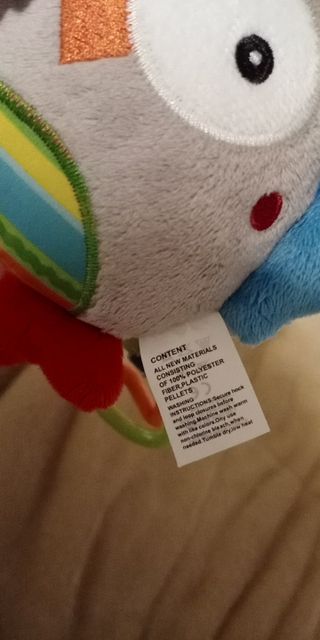 CONTENT
ALL NEW MATERIALS
CONSISTING
OF 100% POLYESTER
FIBER,PLASTIC
PELLETS
WASHING
INSTRUCTIONS:Secure hook
and loop closures before
washing.Machine wash warm
with like colors.Ony use
non-chlorine bleach,when
needed.Tumble dry,low heat